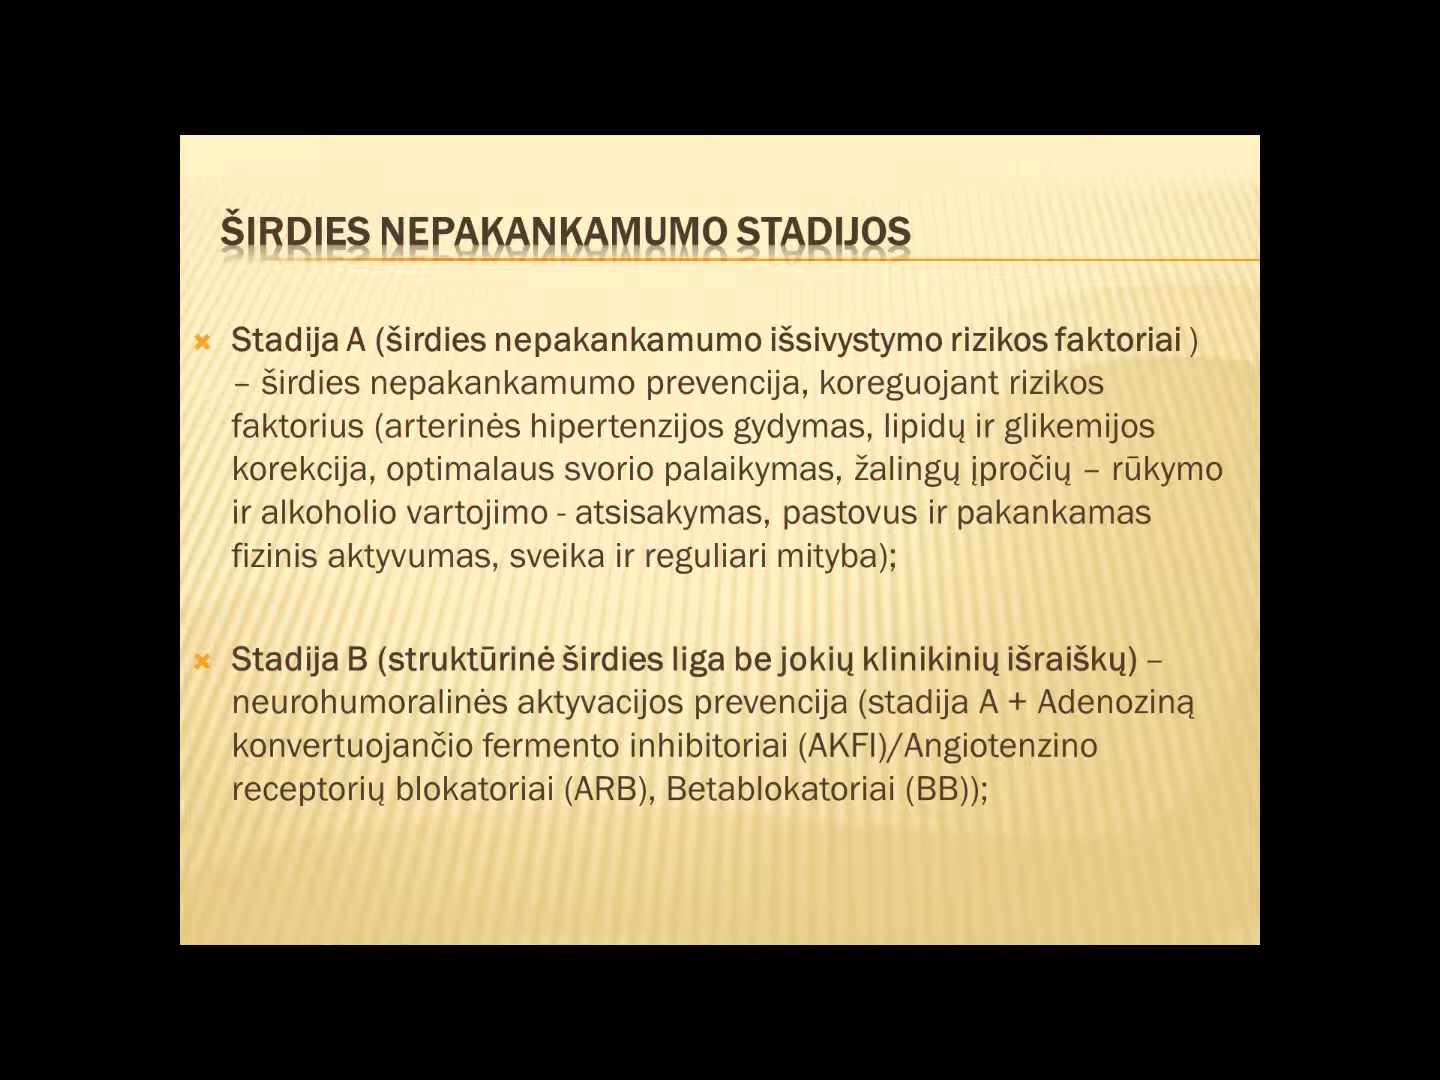 ŠIRDIES NEPAKANKAMUMO STADIJOS
Stadija A (širdies nepakankamumo išsivystymo rizikos faktoriai )
– širdies nepakankamumo prevencija, koreguojant rizikos
faktorius (arterinės hipertenzijos gydymas, lipidų ir glikemijos
korekcija, optimalaus svorio palaikymas, žalingų įpročių – rūkymo
ir alkoholio vartojimo - atsisakymas, pastovus ir pakankamas
fizinis aktyvumas, sveika ir reguliari mityba);
Stadija B (struktūrinė širdies liga be jokių klinikinių išraiškų) –
neurohumoralinės aktyvacijos prevencija (stadija A + Adenoziną
konvertuojančio fermento inhibitoriai (AKFI)/Angiotenzino
receptorių blokatoriai (ARB), Betablokatoriai (BB));